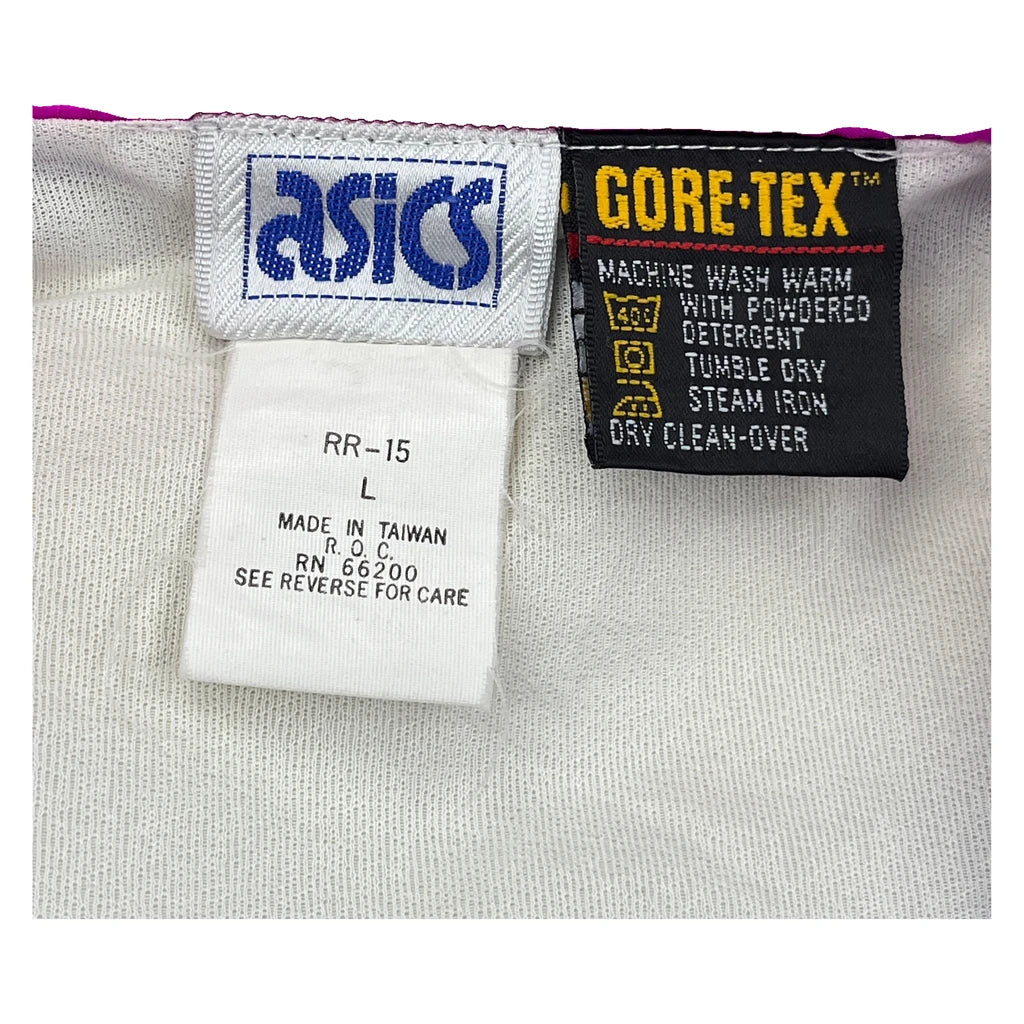 asics
RR-15
L
MADE IN TAIWAN
R. O. C.
RN 66200
SEE REVERSE FOR CARE
GORE·TEX™
MACHINE WASH WARM
40C
WITH POWDERED
DETERGENT
TUMBLE DRY
STEAM IRON
DRY CLEAN-OVER